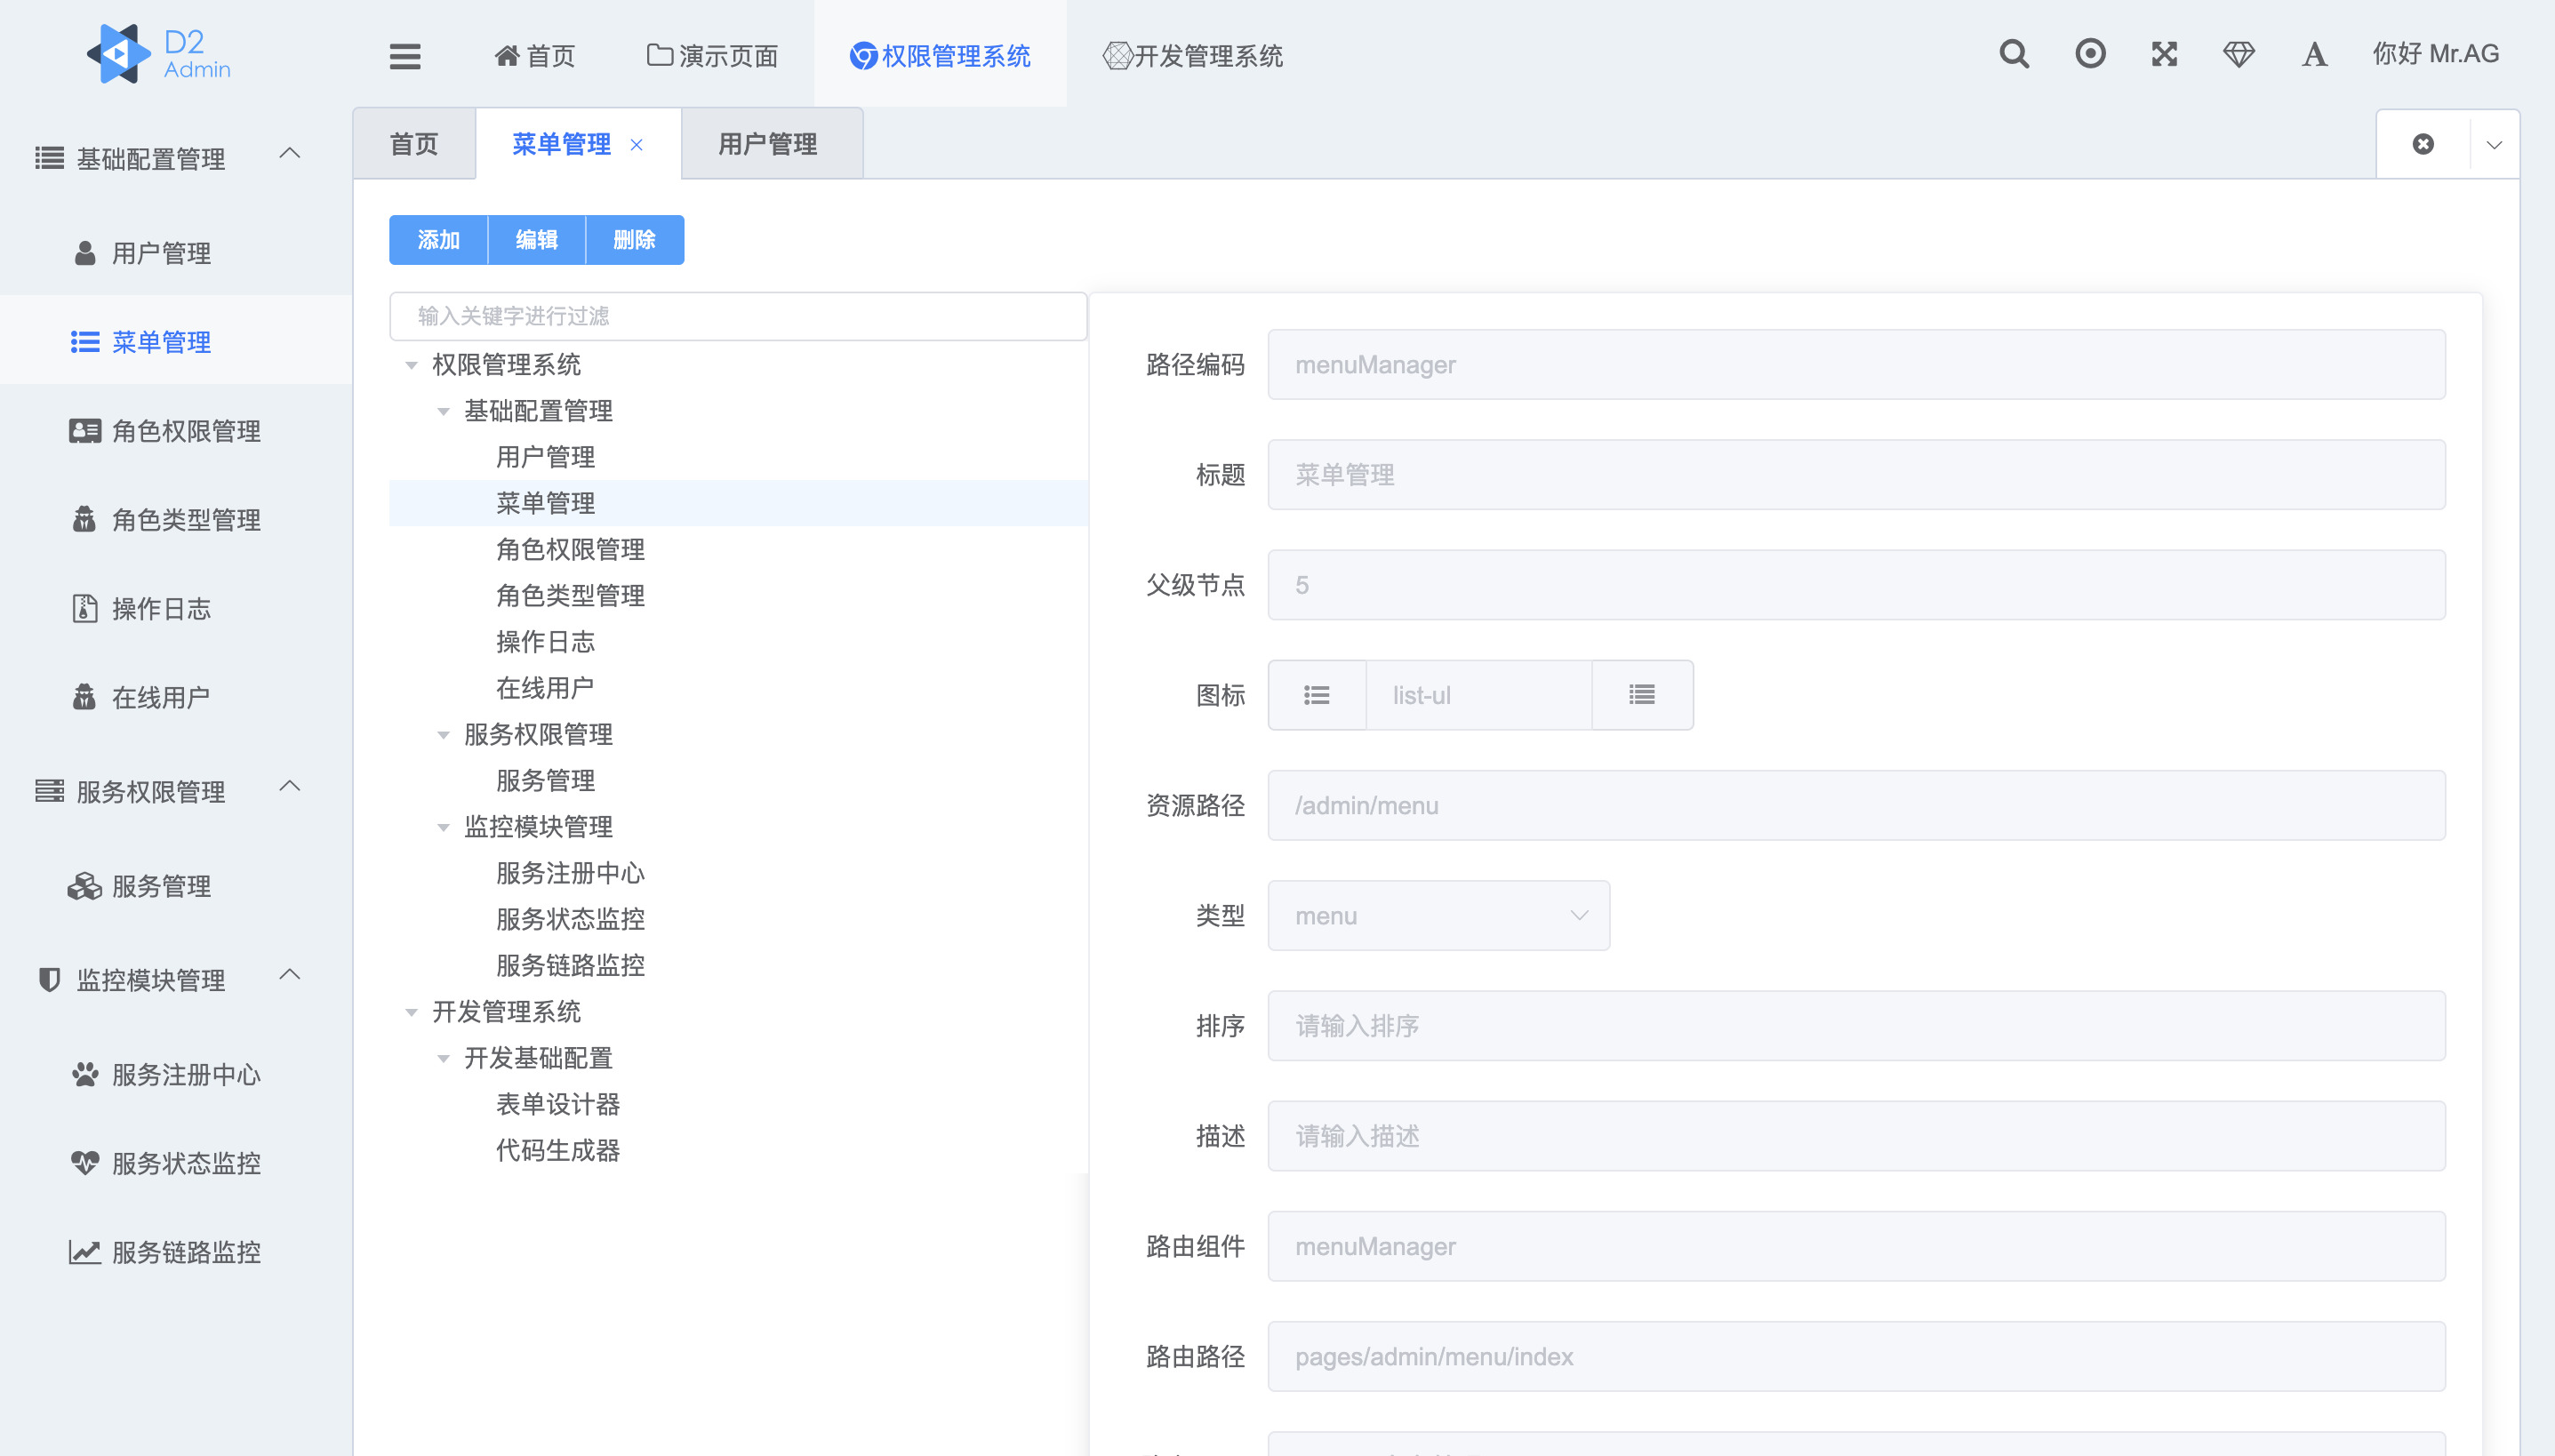 D2 Admin
首页
演示页面
权限管理系统
开发管理系统
你好 Mr.AG
基础配置管理
用户管理
菜单管理
角色权限管理
角色类型管理
操作日志
在线用户
服务权限管理
服务管理
监控模块管理
服务注册中心
服务状态监控
服务链路监控
首页
菜单管理
用户管理
添加
编辑
删除
输入关键字进行过滤
权限管理系统
基础配置管理
用户管理
菜单管理
角色权限管理
角色类型管理
操作日志
在线用户
服务权限管理
服务管理
监控模块管理
服务注册中心
服务状态监控
服务链路监控
开发管理系统
开发基础配置
表单设计器
代码生成器
路径编码 menuManager
标题 菜单管理
父级节点 5
图标 list-ul
资源路径 /admin/menu
类型 menu
排序 请输入排序
描述 请输入描述
路由组件 menuManager
路由路径 pages/admin/menu/index